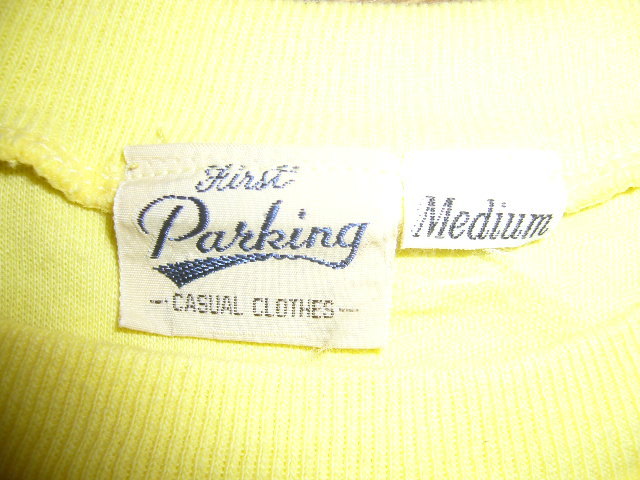 First
Parking
- CASUAL CLOTHES -
Medium